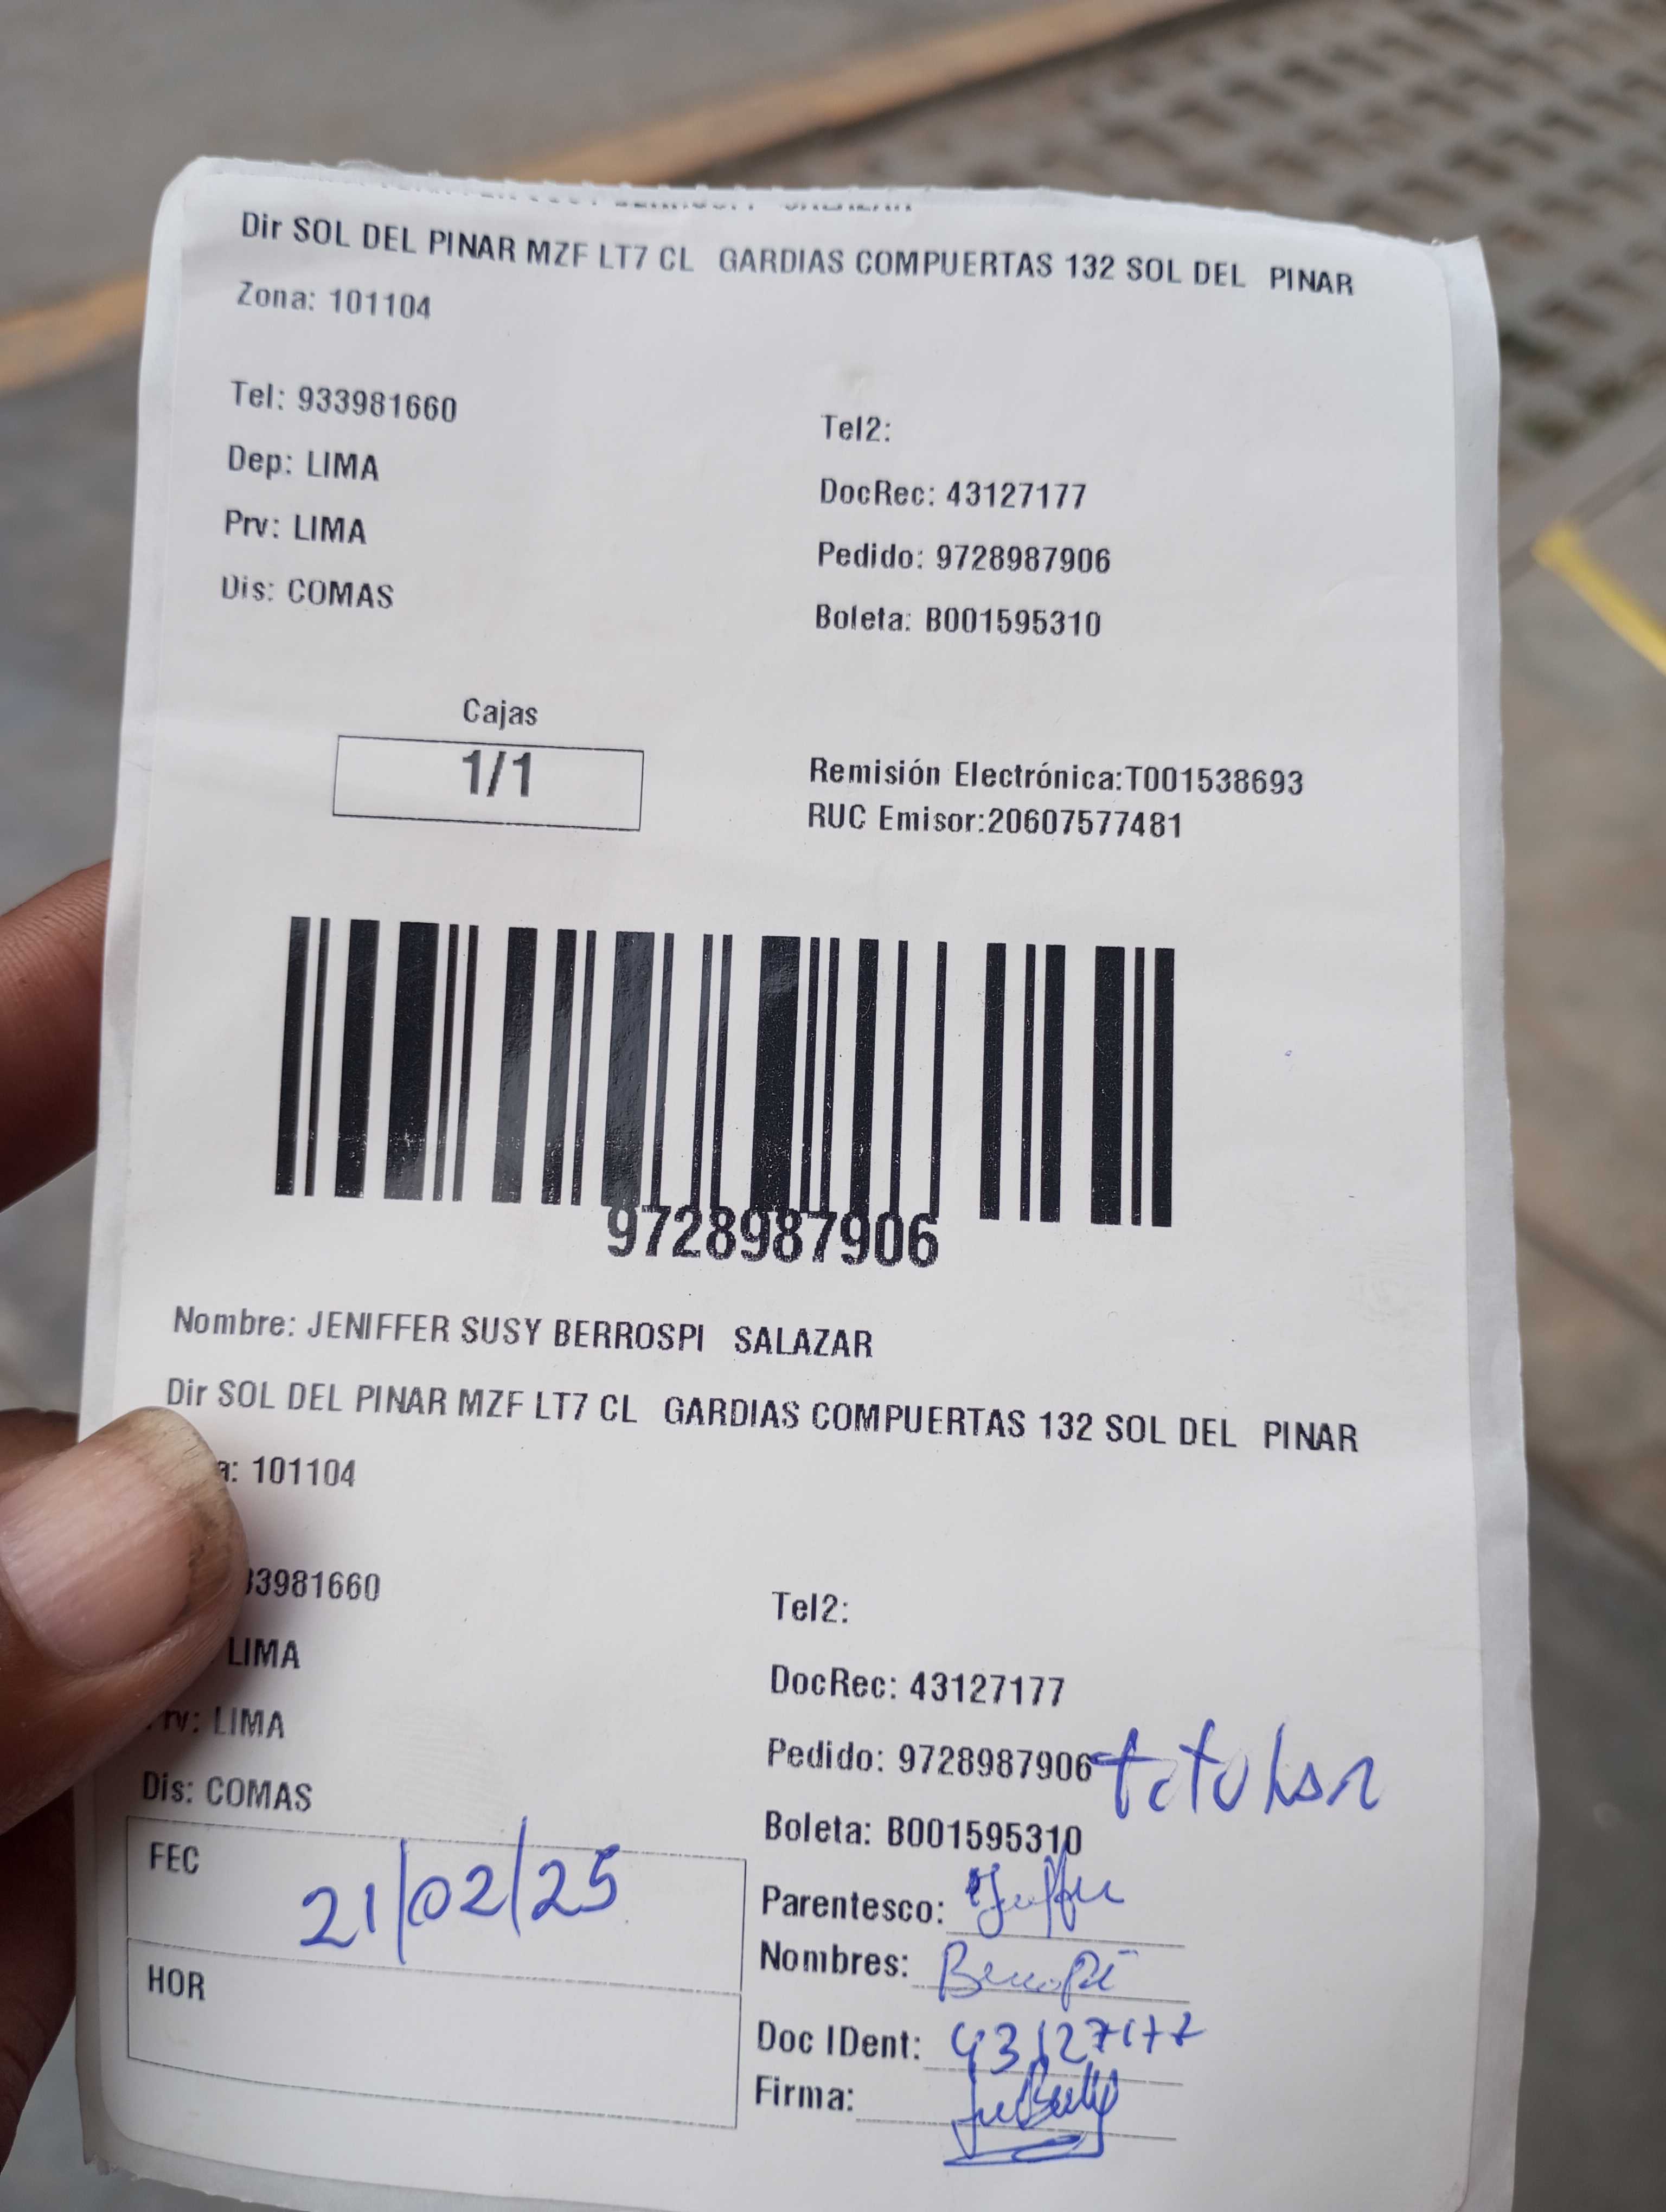 Dir SOL DEL PINAR MZF LT7 CL GARDIAS COMPUERTAS 132 SOL DEL PINAR
Zona: 101104
Tel: 933981660
Tel2:
Dep: LIMA
DocRec: 43127177
Prv: LIMA
Pedido: 9728987906
Dis: COMAS
Boleta: B001595310
Cajas
1/1
Remisión Electrónica:T001538693
RUC Emisor:20607577481
9728987906
Nombre: JENIFFER SUSY BERROSPI SALAZAR
Dir SOL DEL PINAR MZF LT7 CL GARDIAS COMPUERTAS 132 SOL DEL PINAR
a: 101104
33981660
Tel2:
LIMA
DocRec: 43127177
Prv: LIMA
Pedido: 9728987906 titular
Dis: COMAS
Boleta: B001595310
FEC 21/02/25
Parentesco:
Nombres: Berrospi
HOR
Doc IDent: 43127177
Firma: